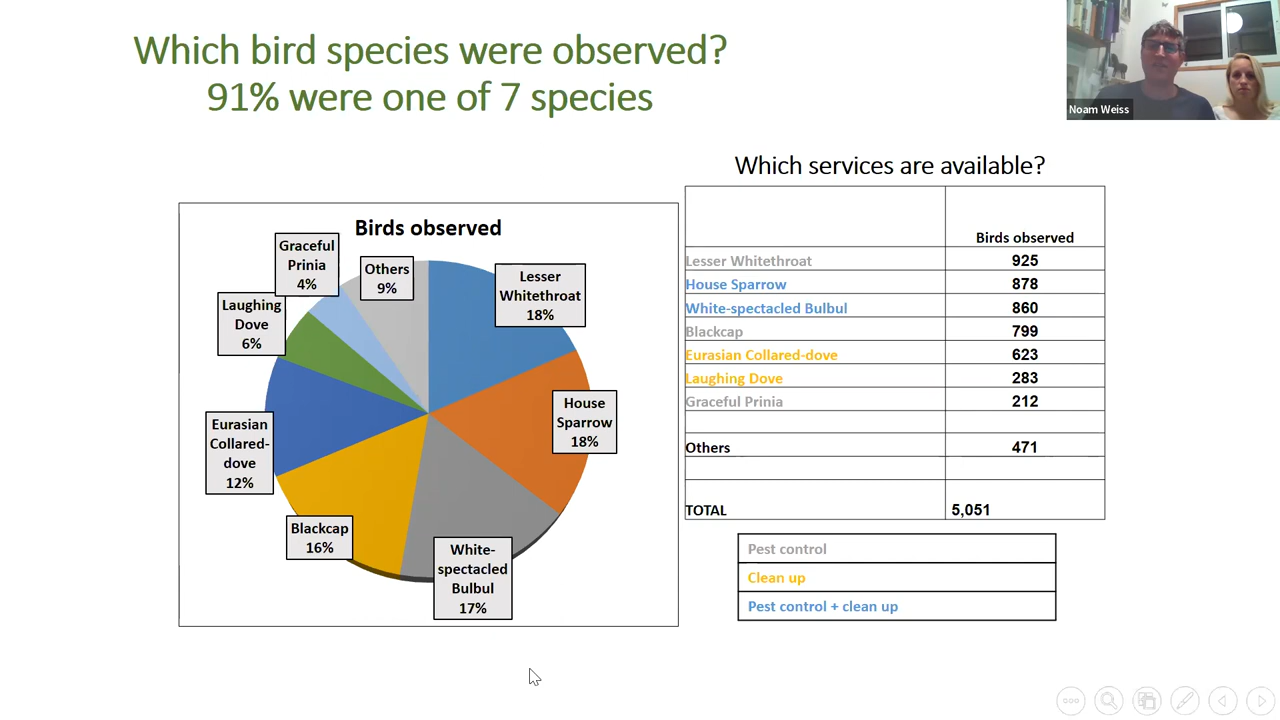 Which bird species were observed?
91% were one of 7 species
Noam Weiss
Birds observed
Graceful
Prinia
4%
Others
9%
Lesser
Whitethroat
18%
Laughing
Dove
6%
House
Sparrow
18%
Eurasian
Collared-
dove
12%
Blackcap
16%
White-
spectacled
Bulbul
17%
Which services are available?
Birds observed
Lesser Whitethroat 925
House Sparrow 878
White-spectacled Bulbul 860
Blackcap 799
Eurasian Collared-dove 623
Laughing Dove 283
Graceful Prinia 212
Others 471
TOTAL 5,051
Pest control
Clean up
Pest control + clean up